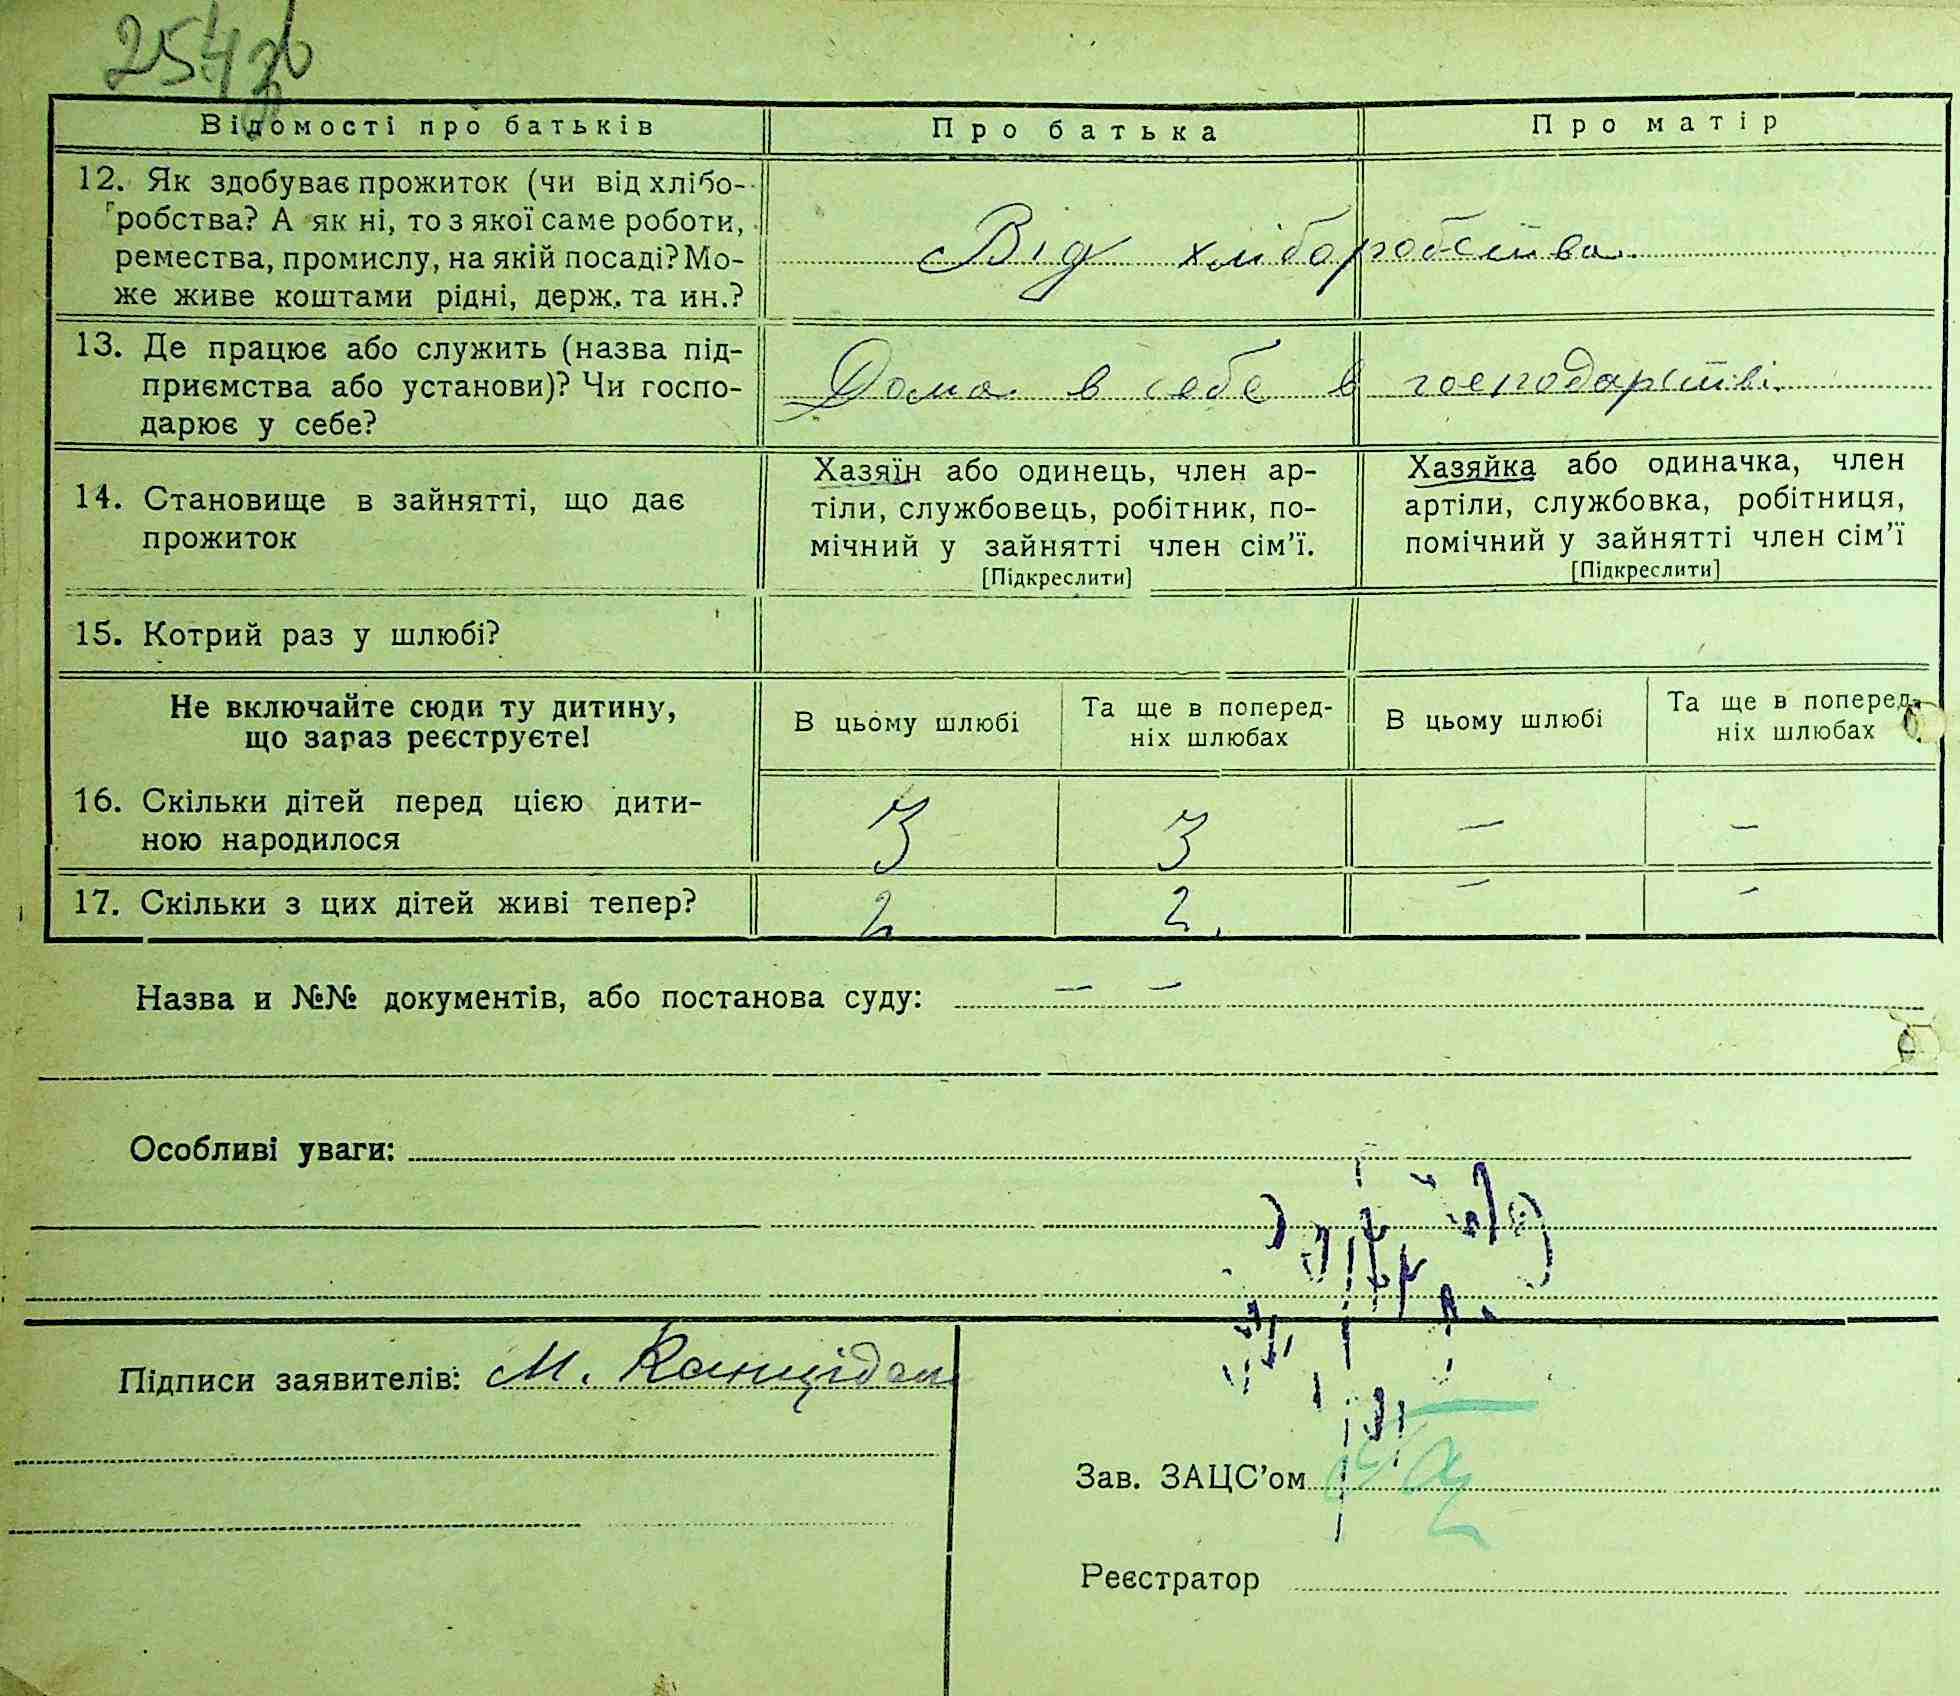 254зв
Відомості про батьків Про батька Про матір
12. Як здобуває прожиток (чи від хлібо-
робства? А як ні, то з якої саме роботи,
ремества, промислу, на якій посаді? Мо-
же живе коштами рідні, держ. та ин.?
Від хліборобства.
13. Де працює або служить (назва під-
приємства або установи)? Чи госпо-
дарює у себе?
Дома в себе в господарстві.
14. Становище в зайнятті, що дає
прожиток
Хазяїн або одинець, член ар-
тіли, службовець, робітник, по-
мічний у зайнятті член сім'ї.
[Підкреслити]
Хазяйка або одиначка, член
артіли, службовка, робітниця,
помічний у зайнятті член сім'ї
[Підкреслити]
15. Котрий раз у шлюбі?
Не включайте сюди ту дитину,
що зараз реєструєте!
В цьому шлюбі
Та ще в поперед-
ніх шлюбах
В цьому шлюбі
Та ще в поперед-
ніх шлюбах
16. Скільки дітей перед цією дити-
ною народилося
3 3 — —
17. Скільки з цих дітей живі тепер?
2 2. — —
Назва и №№ документів, або постанова суду: — —
Особливі уваги:
Підписи заявителів: М.
Зав. ЗАЦС'ом
Реєстратор